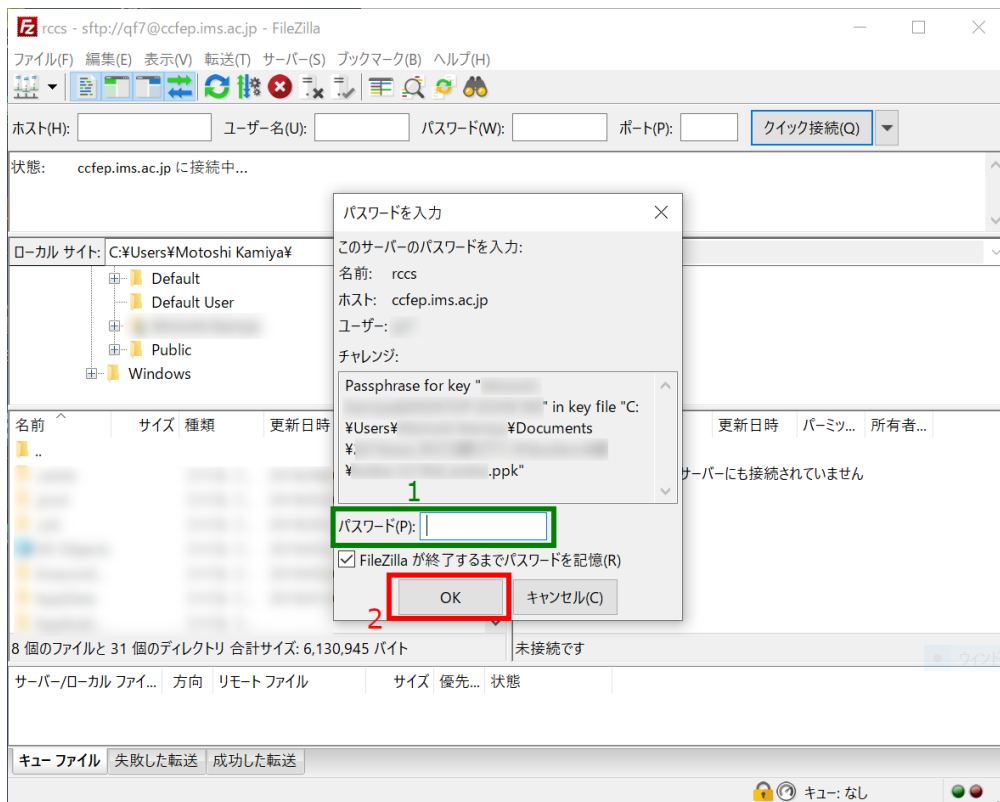 rccs - sftp://qf7@ccfep.ims.ac.jp - FileZilla
ファイル(F) 編集(E) 表示(V) 転送(T) サーバー(S) ブックマーク(B) ヘルプ(H)
ホスト(H): ユーザー名(U): パスワード(W): ポート(P): クイック接続(Q)
状態: ccfep.ims.ac.jp に接続中...
パスワードを入力
このサーバーのパスワードを入力:
名前: rccs
ホスト: ccfep.ims.ac.jp
ユーザー:
チャレンジ:
Passphrase for key "
" in key file "C:
¥Users¥ ¥Documents
¥
¥ .ppk"
1
パスワード(P):
FileZilla が終了するまでパスワードを記憶(R)
2
OK キャンセル(C)
ローカル サイト: C:¥Users¥Motoshi Kamiya¥
Default
Default User
Public
Windows
名前 サイズ 種類 更新日時
..
8 個のファイルと 31 個のディレクトリ 合計サイズ: 6,130,945 バイト
更新日時 パーミッ... 所有者...
サーバーにも接続されていません
未接続です
サーバー/ローカル ファイ... 方向 リモート ファイル サイズ 優先... 状態
キュー ファイル 失敗した転送 成功した転送
キュー: なし